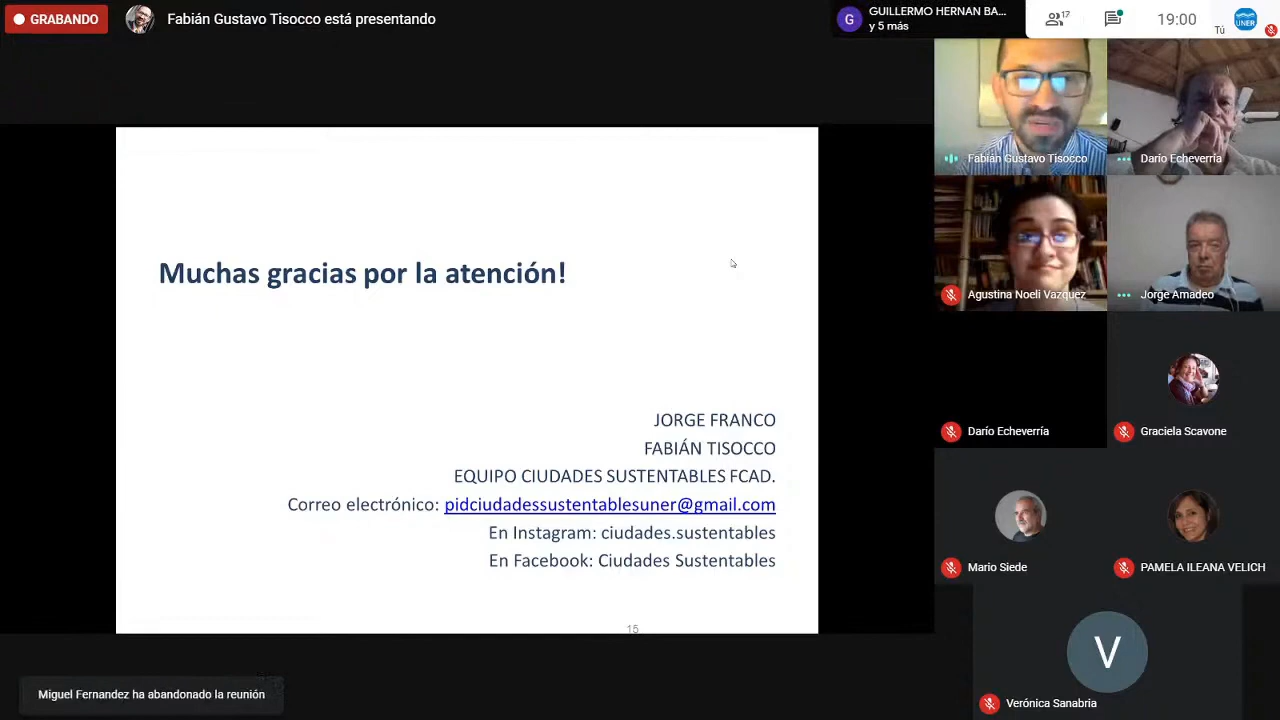 GRABANDO
Fabián Gustavo Tisocco está presentando
G
GUILLERMO HERNAN BA...
y 5 más
17
19:00
Tú
UNER
Muchas gracias por la atención!
JORGE FRANCO
FABIÁN TISOCCO
EQUIPO CIUDADES SUSTENTABLES FCAD.
Correo electrónico: pidciudadessustentablesuner@gmail.com
En Instagram: ciudades.sustentables
En Facebook: Ciudades Sustentables
15
Fabián Gustavo Tisocco
Darío Echeverría
Agustina Noeli Vazquez
Jorge Amadeo
Darío Echeverría
Graciela Scavone
Mario Siede
PAMELA ILEANA VELICH
V
Verónica Sanabria
Miguel Fernandez ha abandonado la reunión